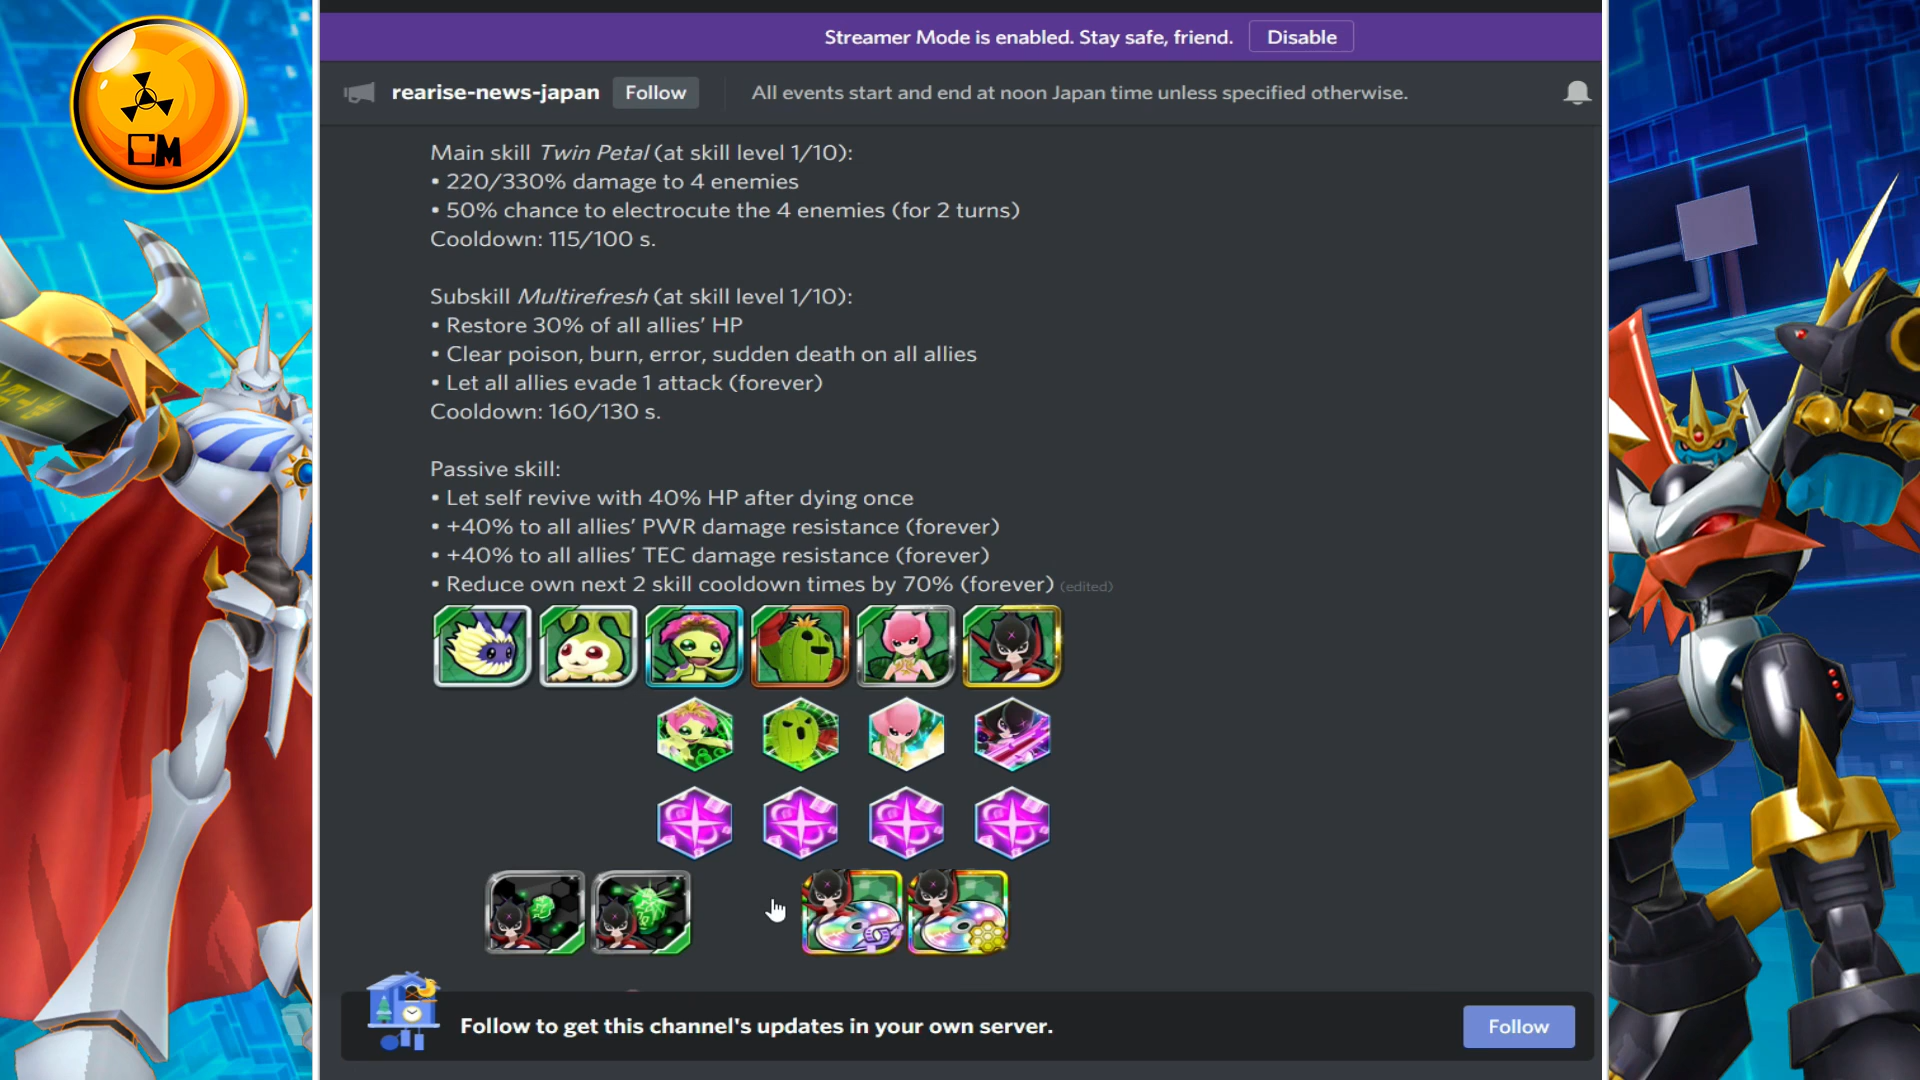 Streamer Mode is enabled. Stay safe, friend. Disable
rearise-news-japan Follow All events start and end at noon Japan time unless specified otherwise.
CM
Main skill Twin Petal (at skill level 1/10):
• 220/330% damage to 4 enemies
• 50% chance to electrocute the 4 enemies (for 2 turns)
Cooldown: 115/100 s.
Subskill Multirefresh (at skill level 1/10):
• Restore 30% of all allies’ HP
• Clear poison, burn, error, sudden death on all allies
• Let all allies evade 1 attack (forever)
Cooldown: 160/130 s.
Passive skill:
• Let self revive with 40% HP after dying once
• +40% to all allies’ PWR damage resistance (forever)
• +40% to all allies’ TEC damage resistance (forever)
• Reduce own next 2 skill cooldown times by 70% (forever) (edited)
Follow to get this channel's updates in your own server. Follow